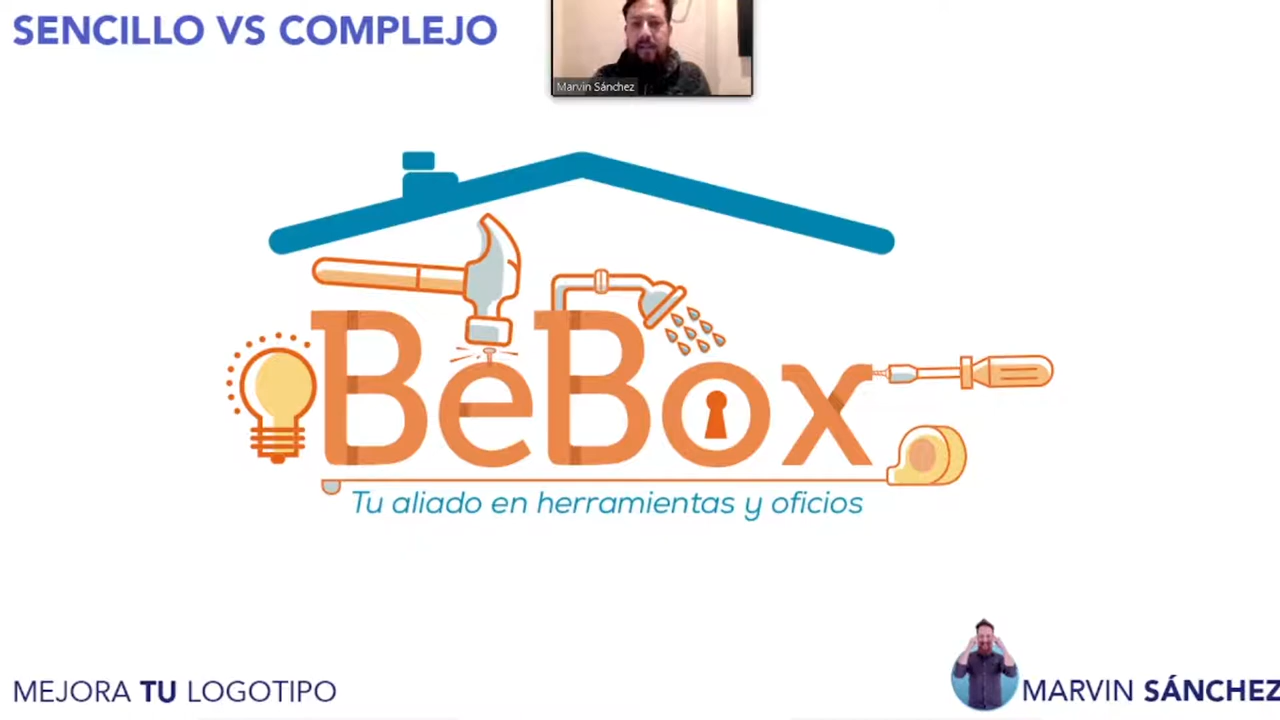 SENCILLO VS COMPLEJO
Marvin Sánchez
BeBox
Tu aliado en herramientas y oficios
MEJORA TU LOGOTIPO
MARVIN SÁNCHEZ